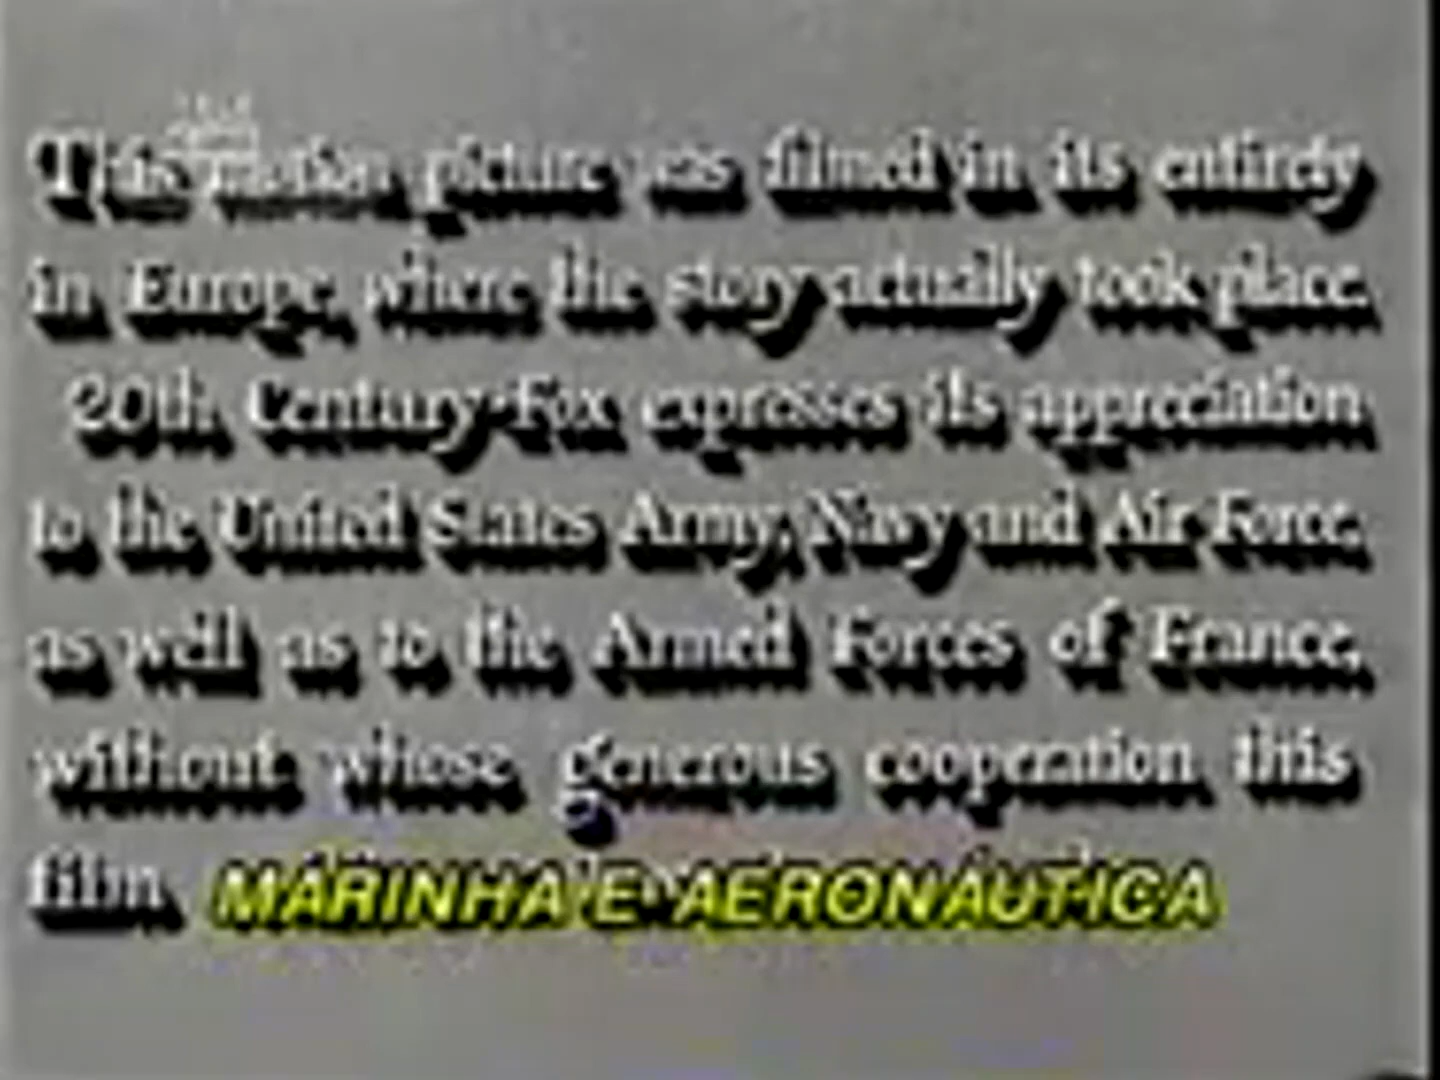 This motion picture was filmed in its entirety
in Europe, where the story actually took place.
20th Century-Fox expresses its appreciation
to the United States Army, Navy and Air Force,
as well as to the Armed Forces of France,
without whose generous cooperation this
film,
MARINHA E AERONÁUTICA